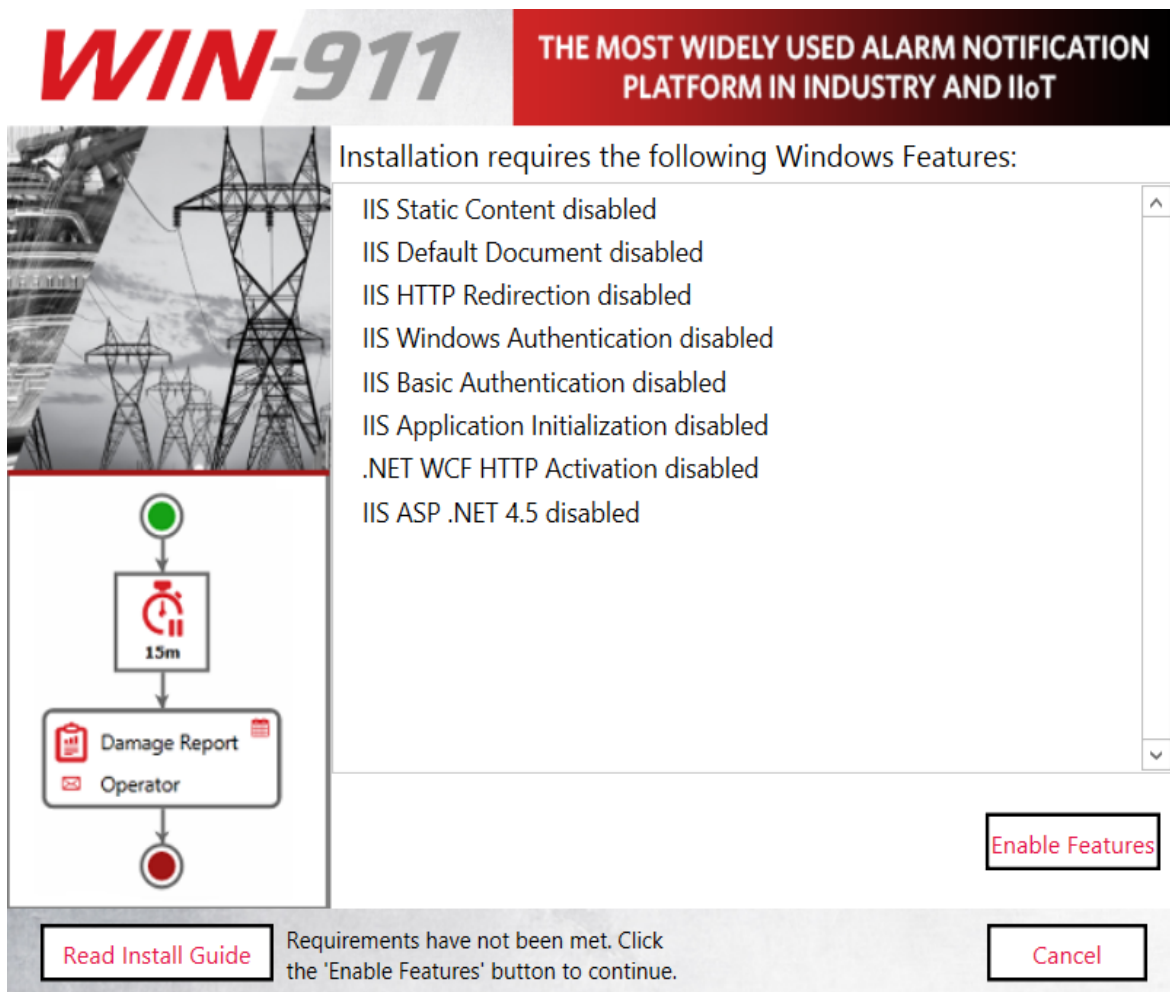 WIN-911
THE MOST WIDELY USED ALARM NOTIFICATION
PLATFORM IN INDUSTRY AND IIoT
Installation requires the following Windows Features:
IIS Static Content disabled
IIS Default Document disabled
IIS HTTP Redirection disabled
IIS Windows Authentication disabled
IIS Basic Authentication disabled
IIS Application Initialization disabled
.NET WCF HTTP Activation disabled
IIS ASP .NET 4.5 disabled
15m
Damage Report
Operator
Enable Features
Read Install Guide
Requirements have not been met. Click
the 'Enable Features' button to continue.
Cancel